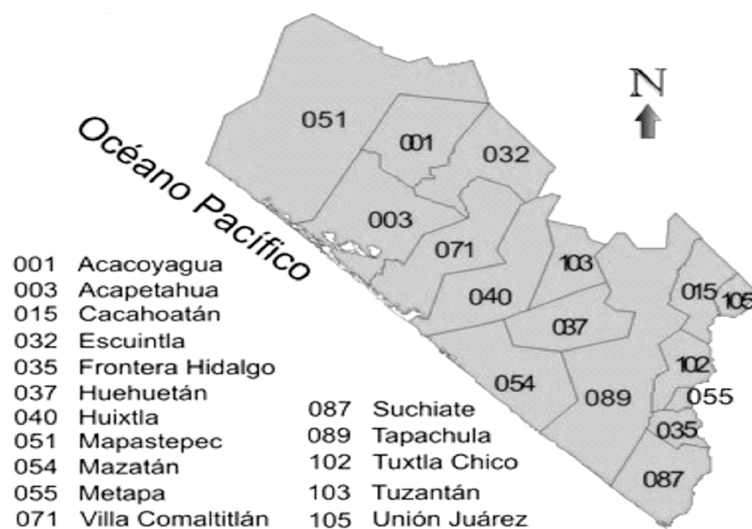 N
051
001
032
Océano Pacífico
003
071
103
015
105
040
037
102
054
089
055
035
087
001 Acacoyagua
003 Acapetahua
015 Cacahoatán
032 Escuintla
035 Frontera Hidalgo
037 Huehuetán
040 Huixtla
051 Mapastepec
054 Mazatán
055 Metapa
071 Villa Comaltitlán
087 Suchiate
089 Tapachula
102 Tuxtla Chico
103 Tuzantán
105 Unión Juárez